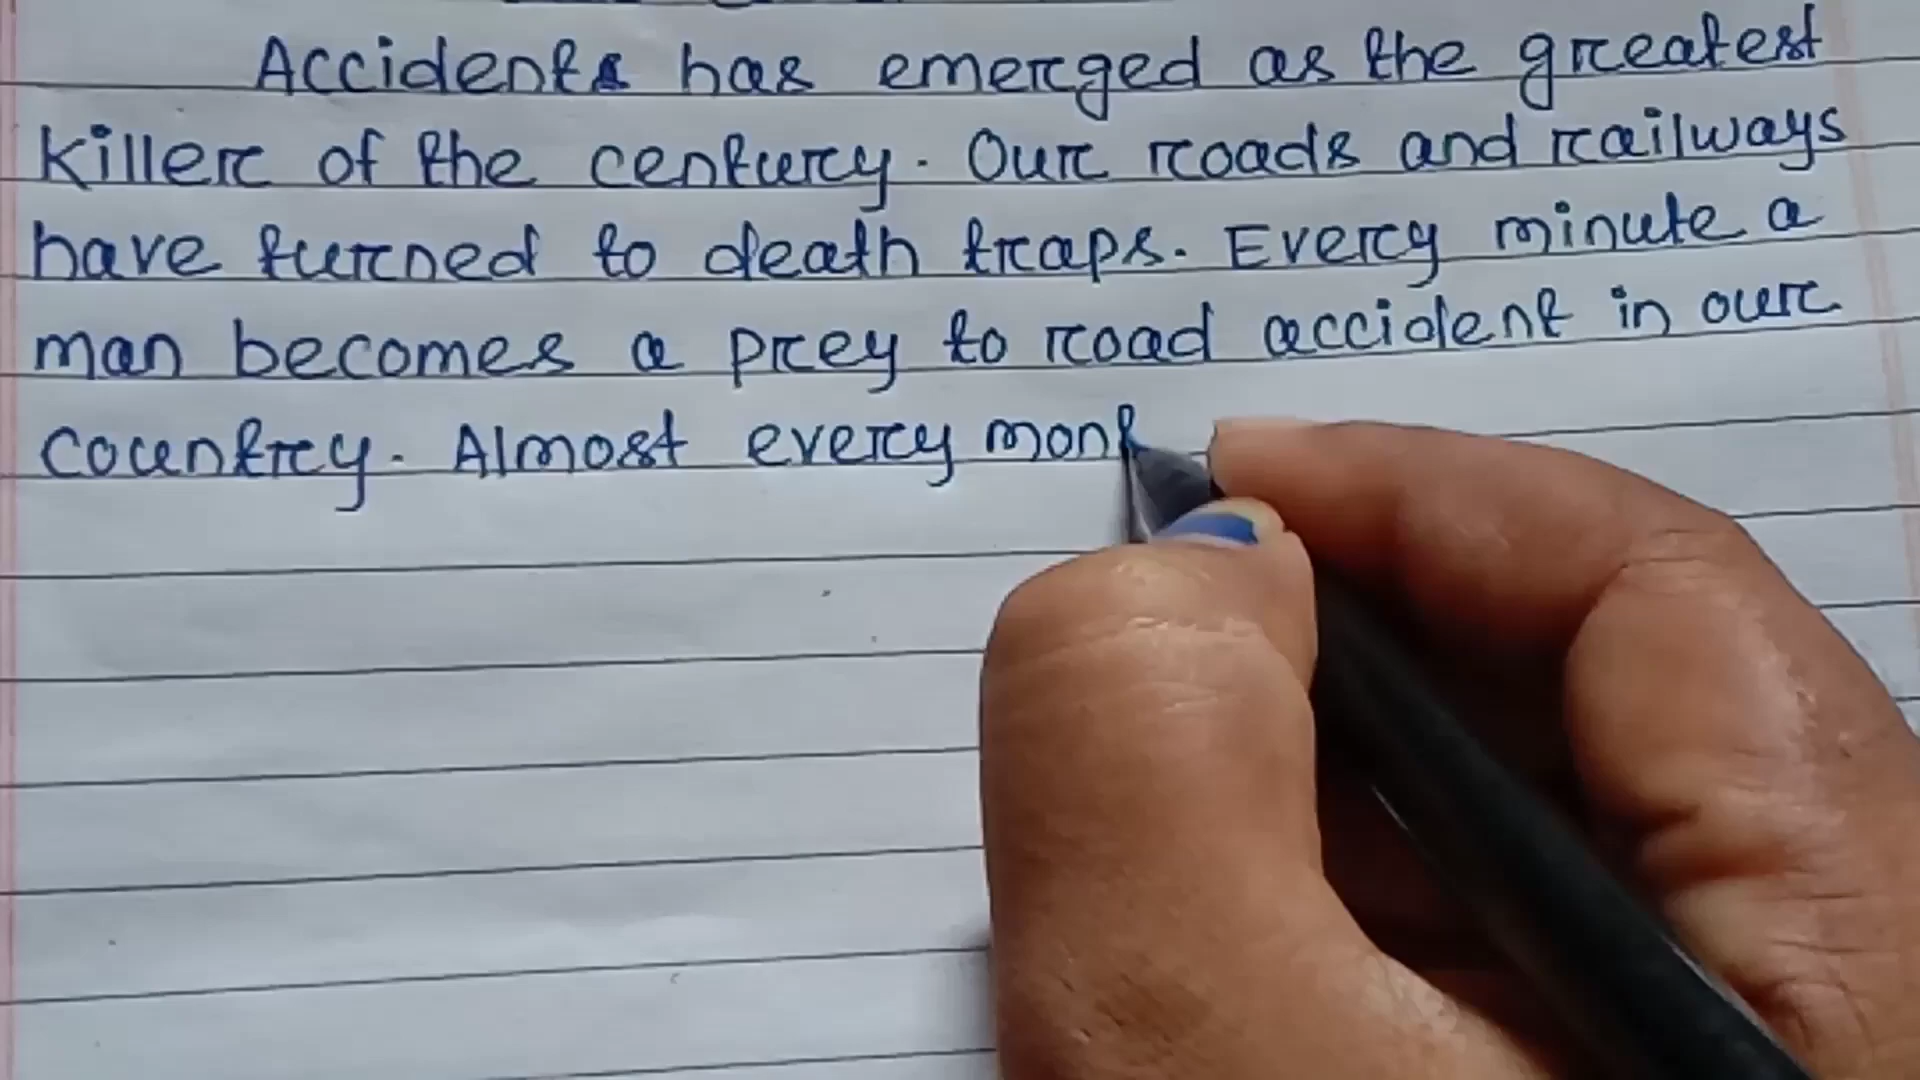 Accidents has emerged as the greatest
killer of the century. Our roads and railways
have turned to death traps. Every minute a
man becomes a prey to road accident in our
country. Almost every mont